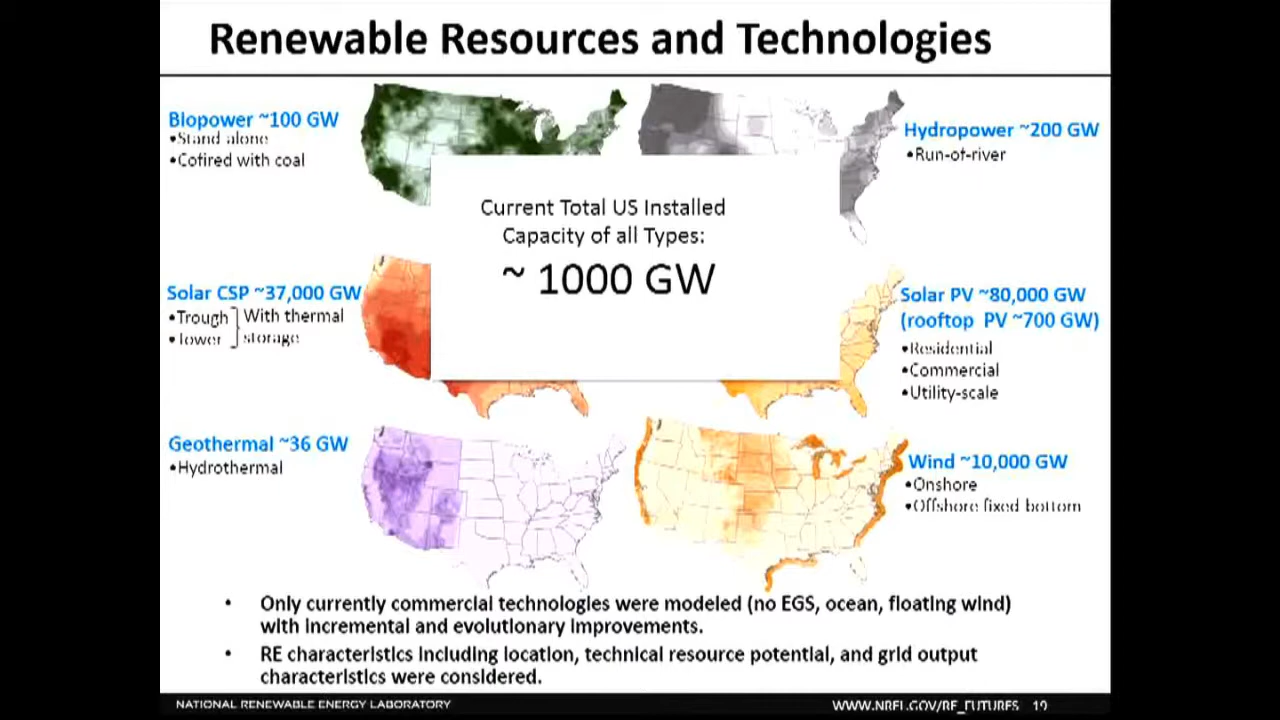 Renewable Resources and Technologies
Biopower ~100 GW
•Stand alone
•Cofired with coal
Hydropower ~200 GW
•Run-of-river
Current Total US Installed
Capacity of all Types:
~ 1000 GW
Solar CSP ~37,000 GW
•Trough With thermal
•Tower storage
Solar PV ~80,000 GW
(rooftop PV ~700 GW)
•Residential
•Commercial
•Utility-scale
Geothermal ~36 GW
•Hydrothermal
Wind ~10,000 GW
•Onshore
•Offshore fixed bottom
• Only currently commercial technologies were modeled (no EGS, ocean, floating wind)
with incremental and evolutionary improvements.
• RE characteristics including location, technical resource potential, and grid output
characteristics were considered.
NATIONAL RENEWABLE ENERGY LABORATORY
WWW.NREL.GOV/RE_FUTURES 19